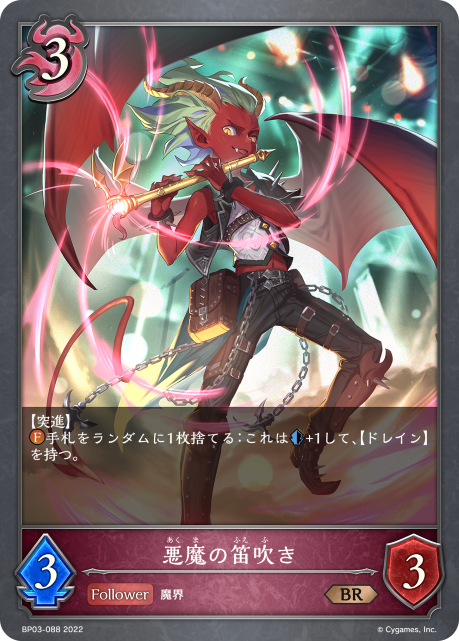 3
【突進】
F 手札をランダムに1枚捨てる：これは+1して、【ドレイン】
を持つ。
あくま ふえふ
悪魔の笛吹き
3
Follower 魔界
BR
3
BP03-088 2022
© Cygames, Inc.